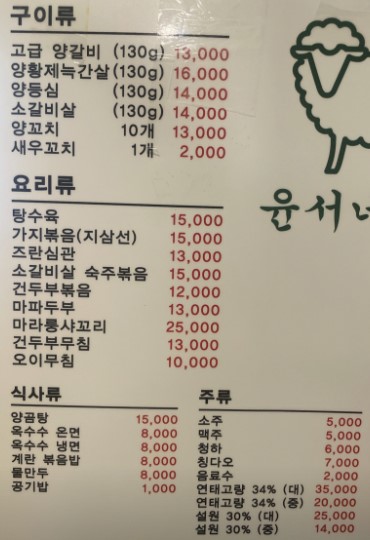 구이류
고급 양갈비 (130g) 13,000
양황제늑간살(130g) 16,000
양등심 (130g) 14,000
소갈비살 (130g) 14,000
양꼬치 10개 13,000
새우꼬치 1개 2,000
요리류
탕수육 15,000
가지볶음(지삼선) 15,000
즈란심관 13,000
소갈비살 숙주볶음 15,000
건두부볶음 12,000
마파두부 13,000
마라롱샤꼬리 25,000
건두부무침 13,000
오이무침 10,000
식사류
양곰탕 15,000
옥수수 온면 8,000
옥수수 냉면 8,000
계란 볶음밥 8,000
물만두 8,000
공기밥 1,000
주류
소주 5,000
맥주 5,000
청하 6,000
칭다오 7,000
음료수 2,000
연태고량 34% (대) 35,000
연태고량 34% (중) 20,000
설원 30% (대) 25,000
설원 30% (중) 14,000
윤서